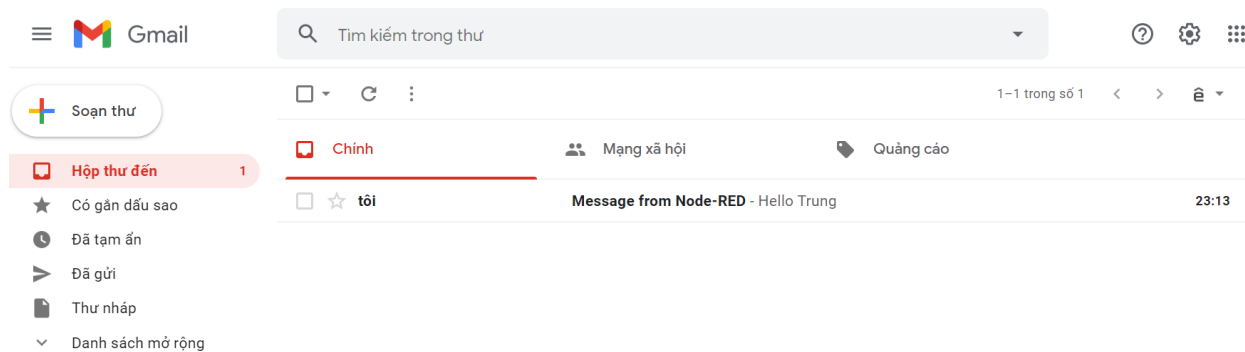 Gmail
Tìm kiếm trong thư
Soạn thư
1–1 trong số 1
ê
Chính
Mạng xã hội
Quảng cáo
Hộp thư đến 1
tôi Message from Node-RED - Hello Trung 23:13
Có gắn dấu sao
Đã tạm ẩn
Đã gửi
Thư nháp
Danh sách mở rộng